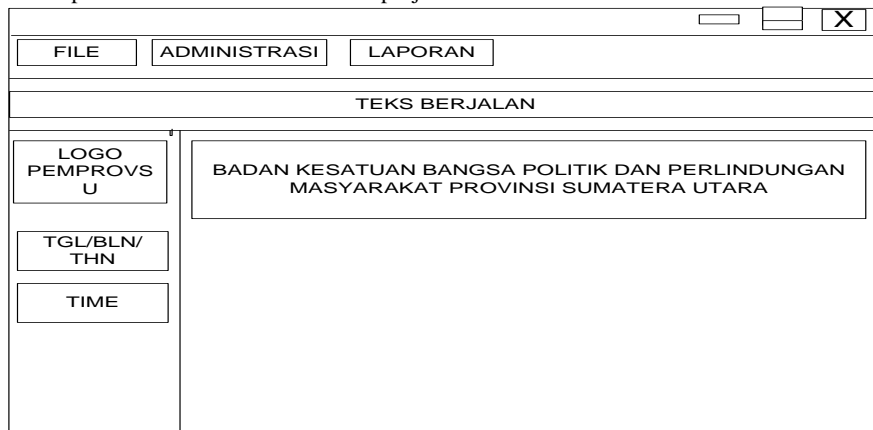 X
FILE
ADMINISTRASI
LAPORAN
TEKS BERJALAN
LOGO
PEMPROVS
U
BADAN KESATUAN BANGSA POLITIK DAN PERLINDUNGAN
MASYARAKAT PROVINSI SUMATERA UTARA
TGL/BLN/
THN
TIME